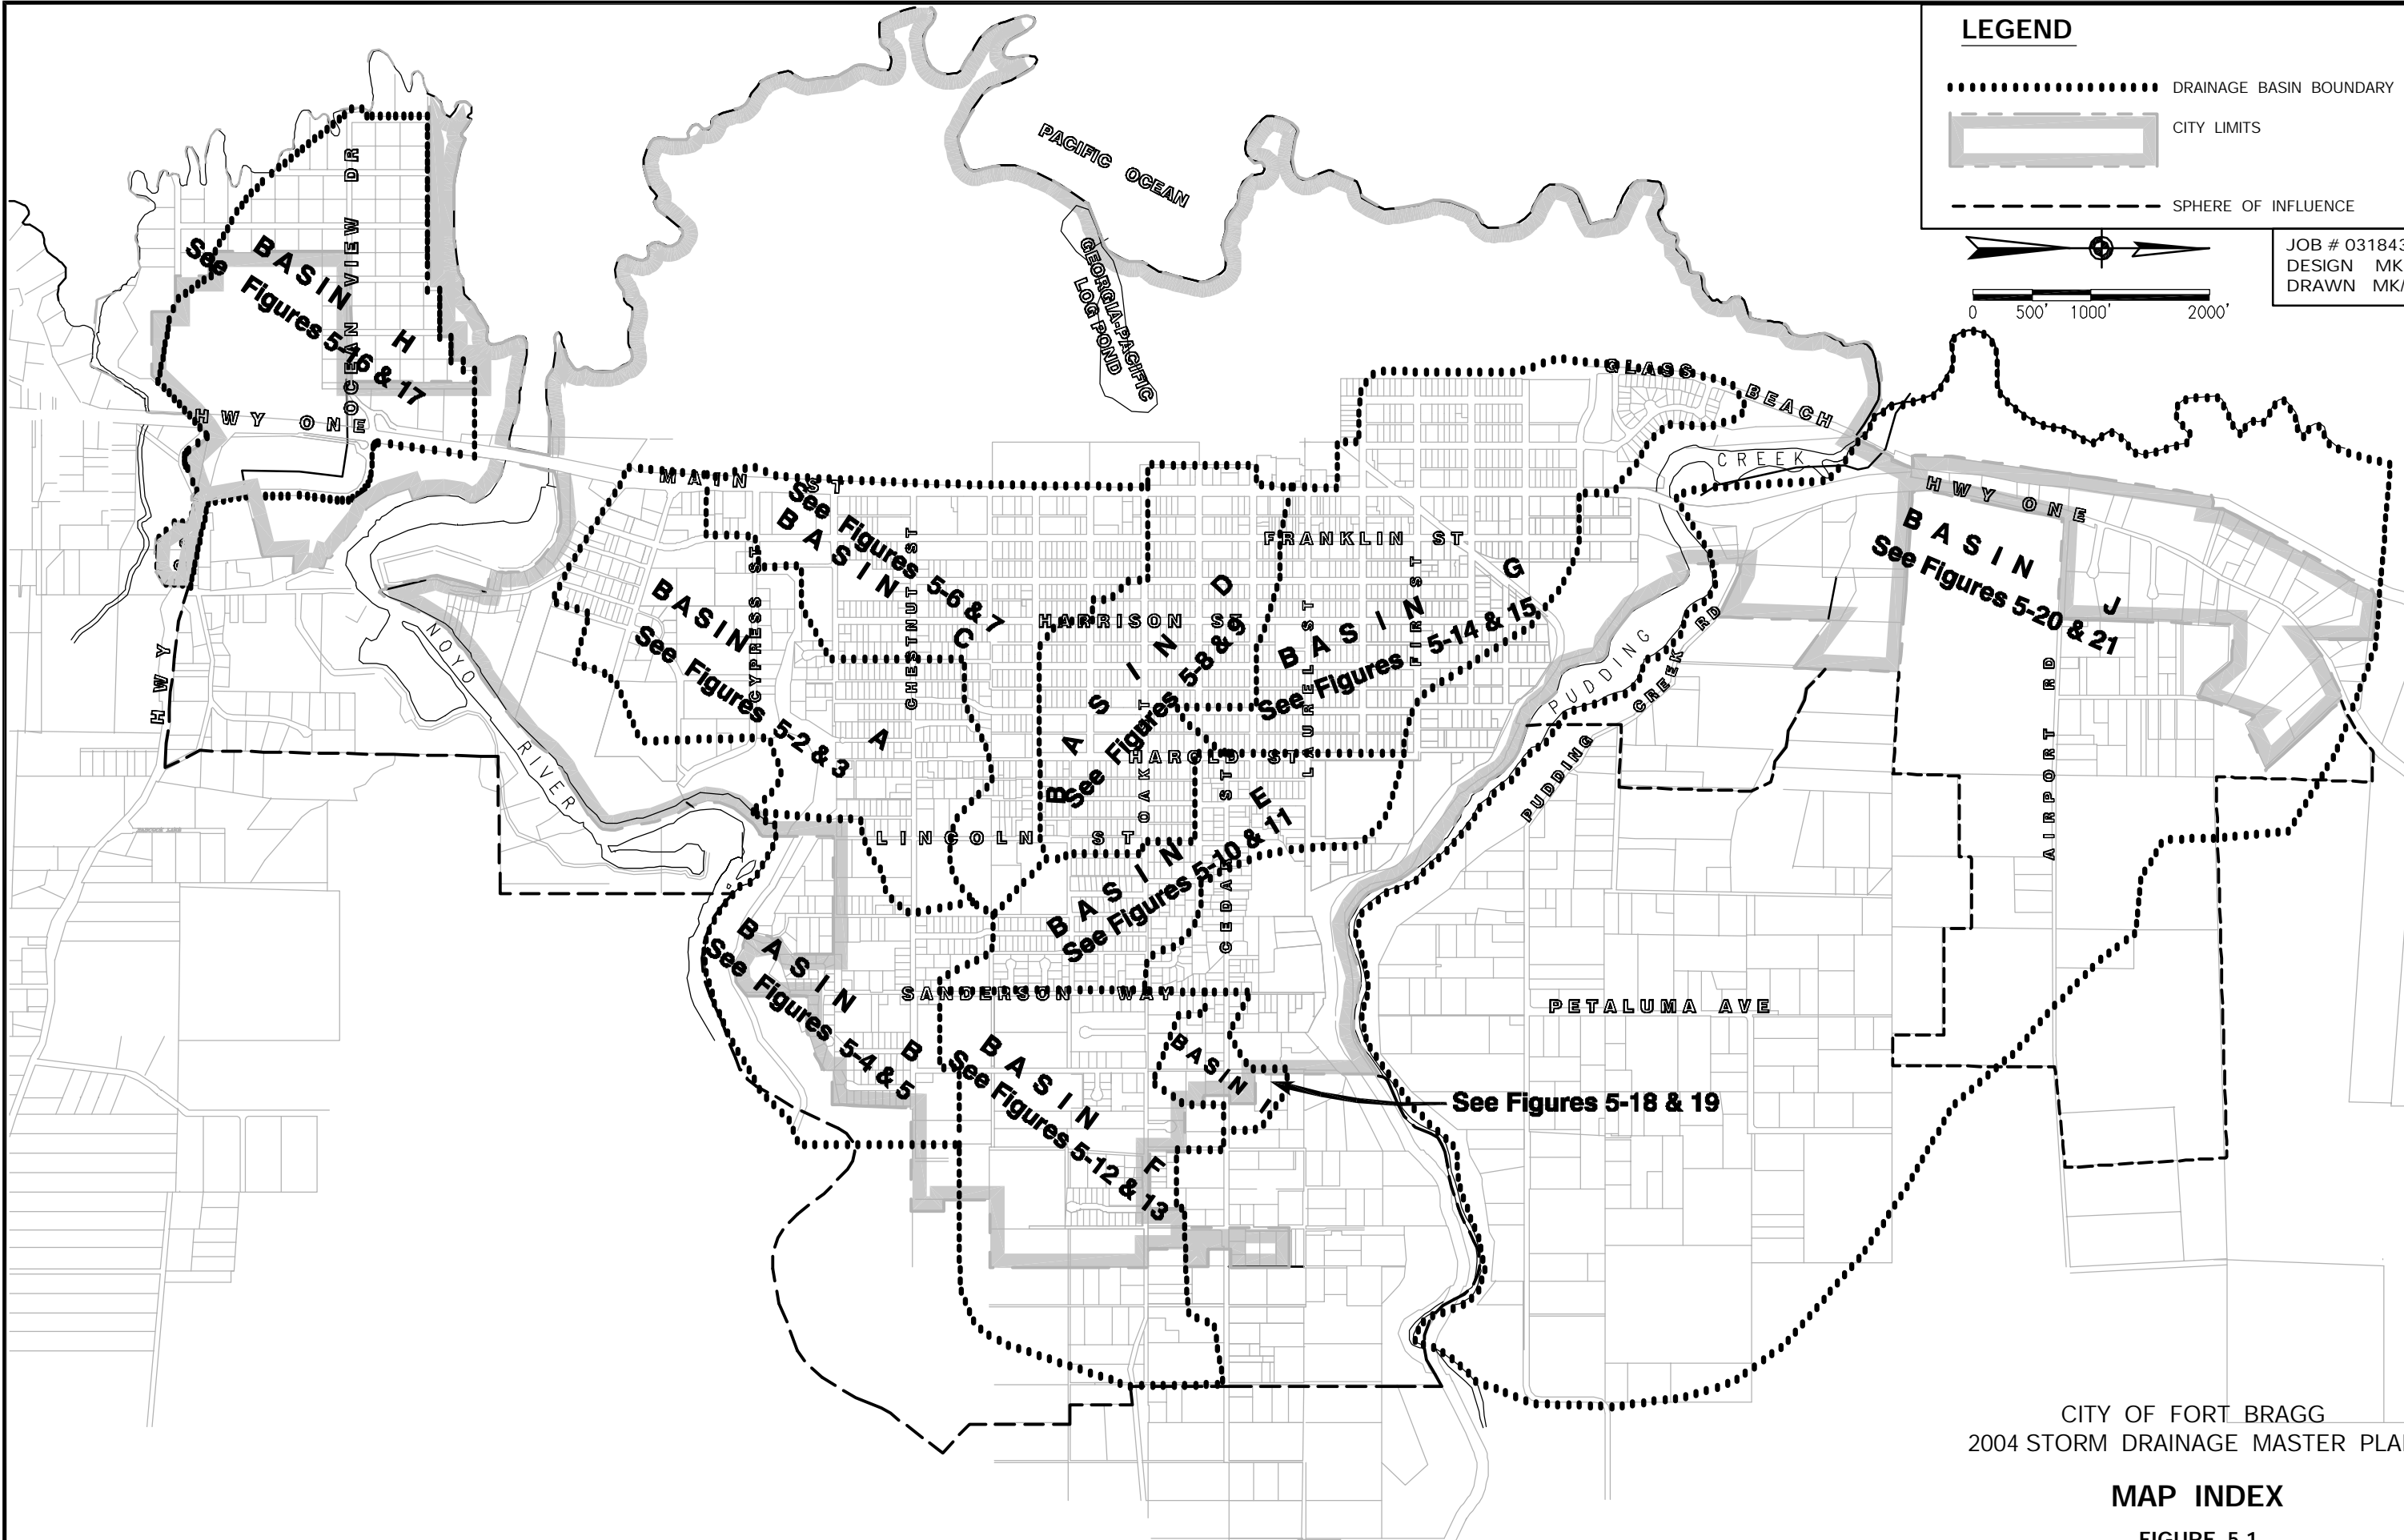 LEGEND
DRAINAGE BASIN BOUNDARY
CITY LIMITS
SPHERE OF INFLUENCE
JOB # 031843
DESIGN MK
DRAWN MK/
0 500' 1000' 2000'
PACIFIC OCEAN
GEORGIA-PACIFIC
LOG POND
OCEAN VIEW DR
BASIN H
See Figures 5-16 & 17
HWY ONE
GLASS BEACH
CREEK
MAIN ST
See Figures 5-6 & 7
BASIN C
HWY ONE
BASIN J
See Figures 5-20 & 21
FRANKLIN ST
CYPRESS ST
CHESTNUT ST
HARRISON ST
BASIN D
See Figures 5-8 & 9
BASIN G
See Figures 5-14 & 15
FIRST ST
LAUREL ST
BASIN A
See Figures 5-2 & 3
NOYO RIVER
HWY
PUDDING
PUDDING CREEK RD
AIRPORT RD
HAROLD ST
OAK ST
CEDAR ST
LINCOLN ST
BASIN E
See Figures 5-10 & 11
BASIN B
See Figures 5-4 & 5
SANDERSON WAY
PETALUMA AVE
BASIN F
See Figures 5-12 & 13
BASIN I
See Figures 5-18 & 19
CITY OF FORT BRAGG
2004 STORM DRAINAGE MASTER PLA
MAP INDEX
FIGURE 5-1